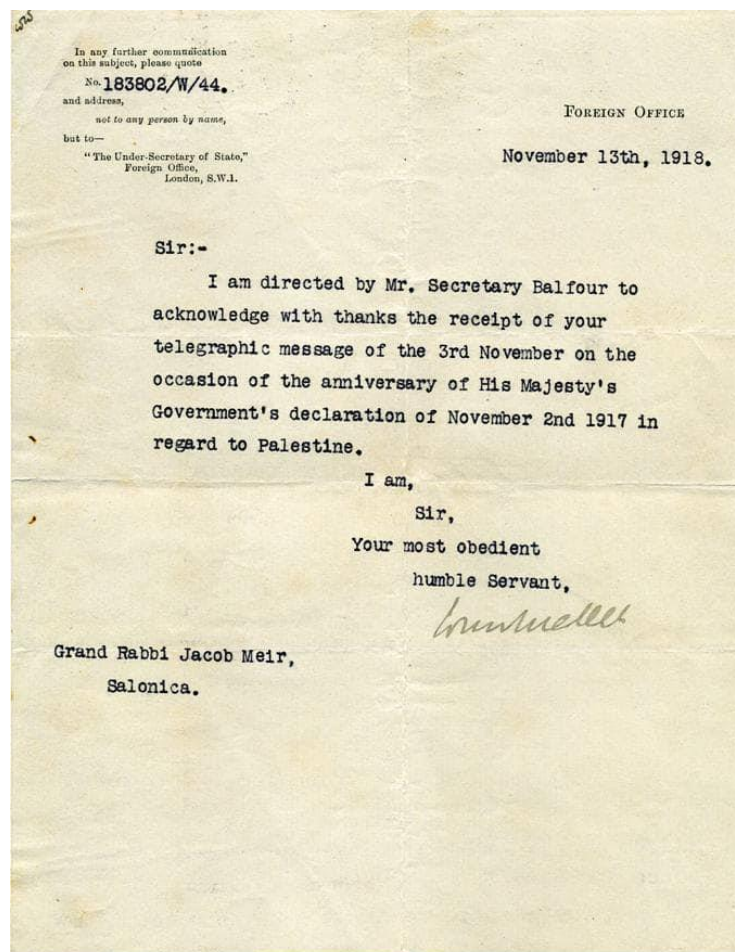 In any further communication
on this subject, please quote
No. 183802/W/44.
and address,
not to any person by name,
but to—
"The Under-Secretary of State,"
Foreign Office,
London, S.W.1.
FOREIGN OFFICE
November 13th, 1918.
Sir:-
I am directed by Mr. Secretary Balfour to
acknowledge with thanks the receipt of your
telegraphic message of the 3rd November on the
occasion of the anniversary of His Majesty's
Government's declaration of November 2nd 1917 in
regard to Palestine.
I am,
Sir,
Your most obedient
humble Servant,
Grand Rabbi Jacob Meir,
Salonica.